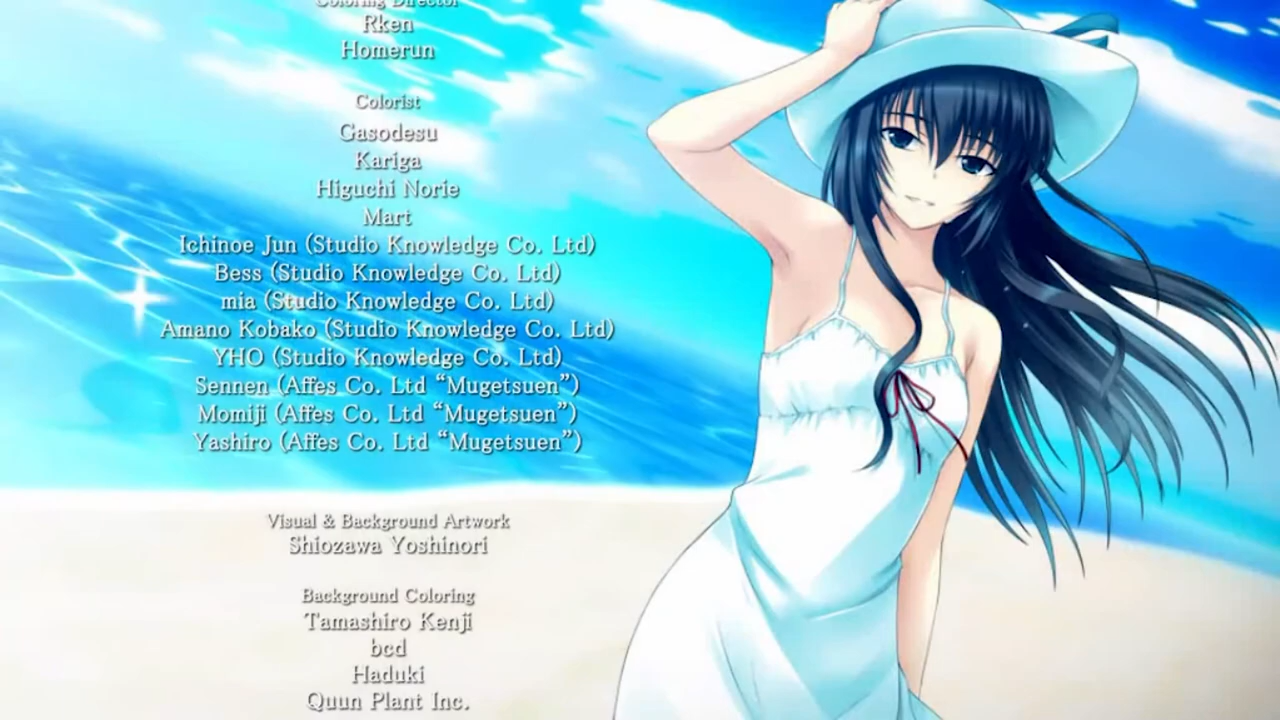 Coloring Director
Rken
Homerun
Colorist
Gasodesu
Kariga
Higuchi Norie
Mart
Ichinoe Jun (Studio Knowledge Co. Ltd)
Bess (Studio Knowledge Co. Ltd)
mia (Studio Knowledge Co. Ltd)
Amano Kobako (Studio Knowledge Co. Ltd)
YHO (Studio Knowledge Co. Ltd)
Sennen (Affes Co. Ltd “Mugetsuen”)
Momiji (Affes Co. Ltd “Mugetsuen”)
Yashiro (Affes Co. Ltd “Mugetsuen”)
Visual & Background Artwork
Shiozawa Yoshinori
Background Coloring
Tamashiro Kenji
bcd
Haduki
Quun Plant Inc.